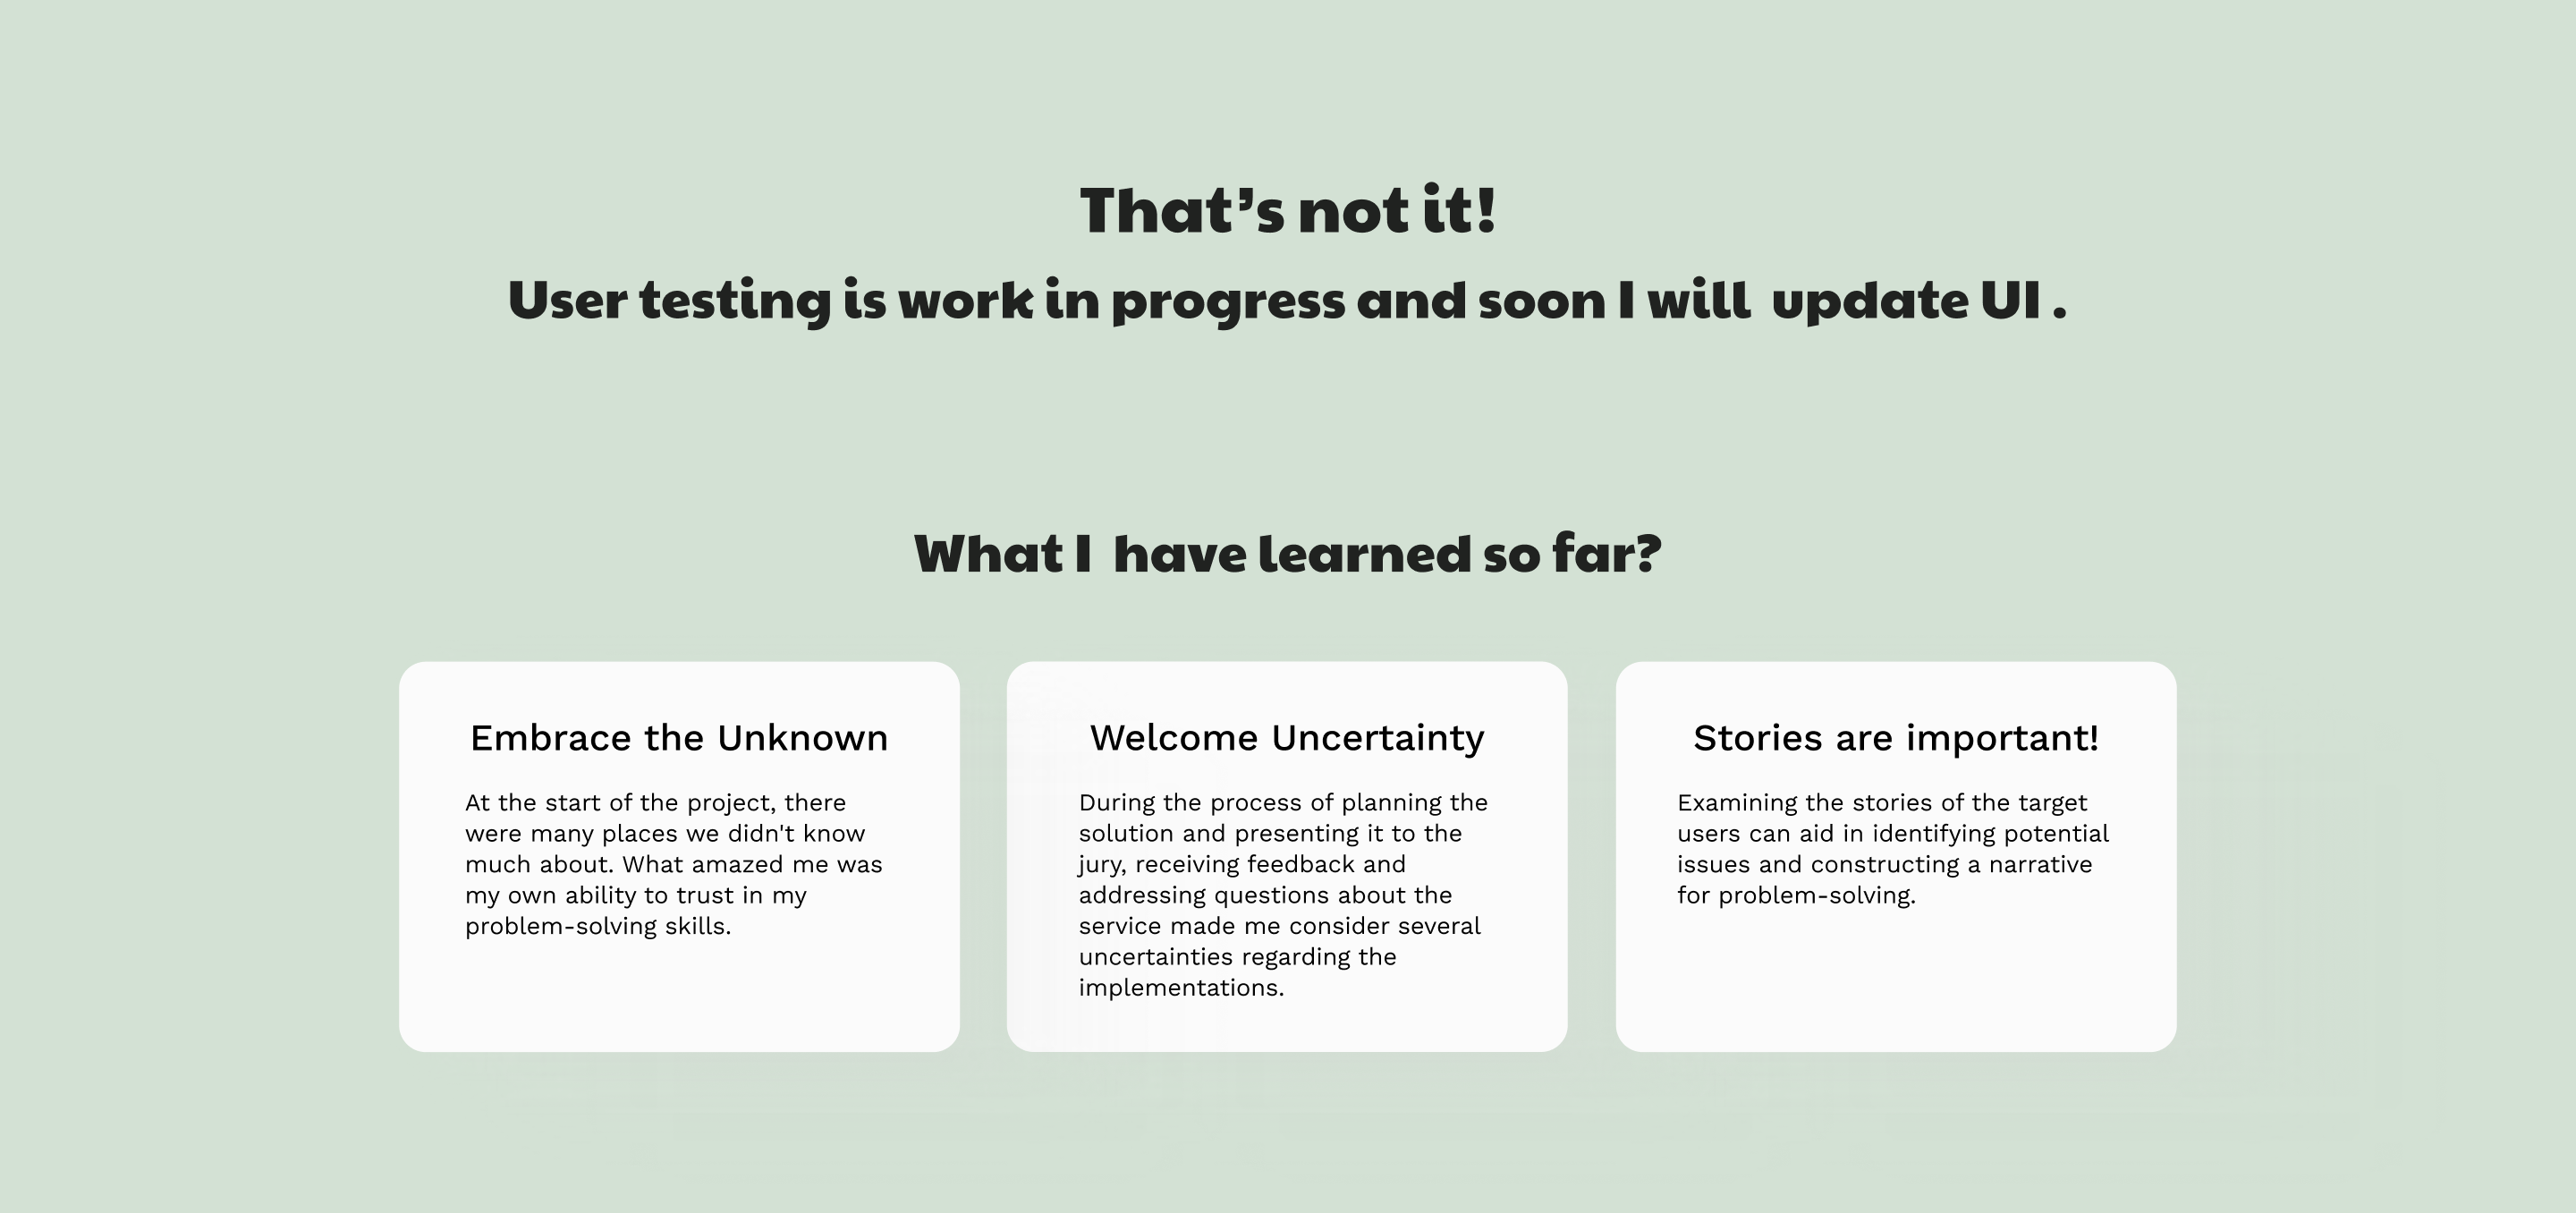 That’s not it!
User testing is work in progress and soon I will  update UI .
What I  have learned so far?
Embrace the Unknown
At the start of the project, there
were many places we didn't know
much about. What amazed me was
my own ability to trust in my
problem-solving skills.
Welcome Uncertainty
During the process of planning the
solution and presenting it to the
jury, receiving feedback and
addressing questions about the
service made me consider several
uncertainties regarding the
implementations.
Stories are important!
Examining the stories of the target
users can aid in identifying potential
issues and constructing a narrative
for problem-solving.